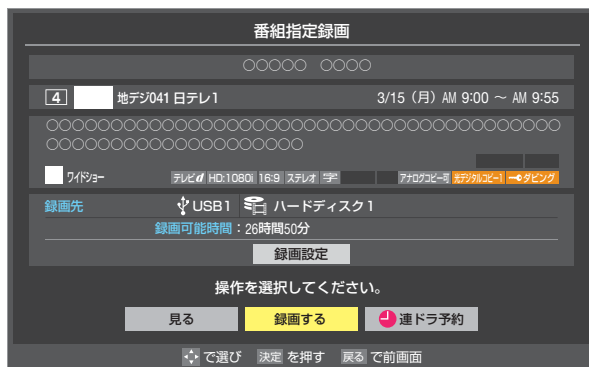 番組指定録画
○○○○○ ○○○○
4 地デジ041 日テレ1 3/15（月）AM 9:00 ～ AM 9:55
○○○○○○○○○○○○○○○○○○○○○○○○○○○○○○
○○○○○○○○○○○○○○○
ワイドショー テレビd HD:1080i 16:9 ステレオ 字 アナログコピー可 光デジタルコピー1 ダビング
録画先 USB1 ハードディスク1
録画可能時間：26時間50分
録画設定
操作を選択してください。
見る 録画する 連ドラ予約
で選び 決定 を押す 戻る で前画面